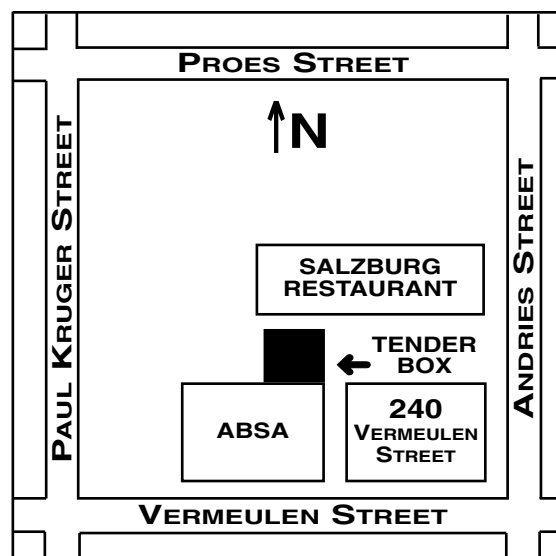 PROES STREET
N
PAUL KRUGER STREET
ANDRIES STREET
SALZBURG
RESTAURANT
TENDER
BOX
ABSA
240
VERMEULEN
STREET
VERMEULEN STREET